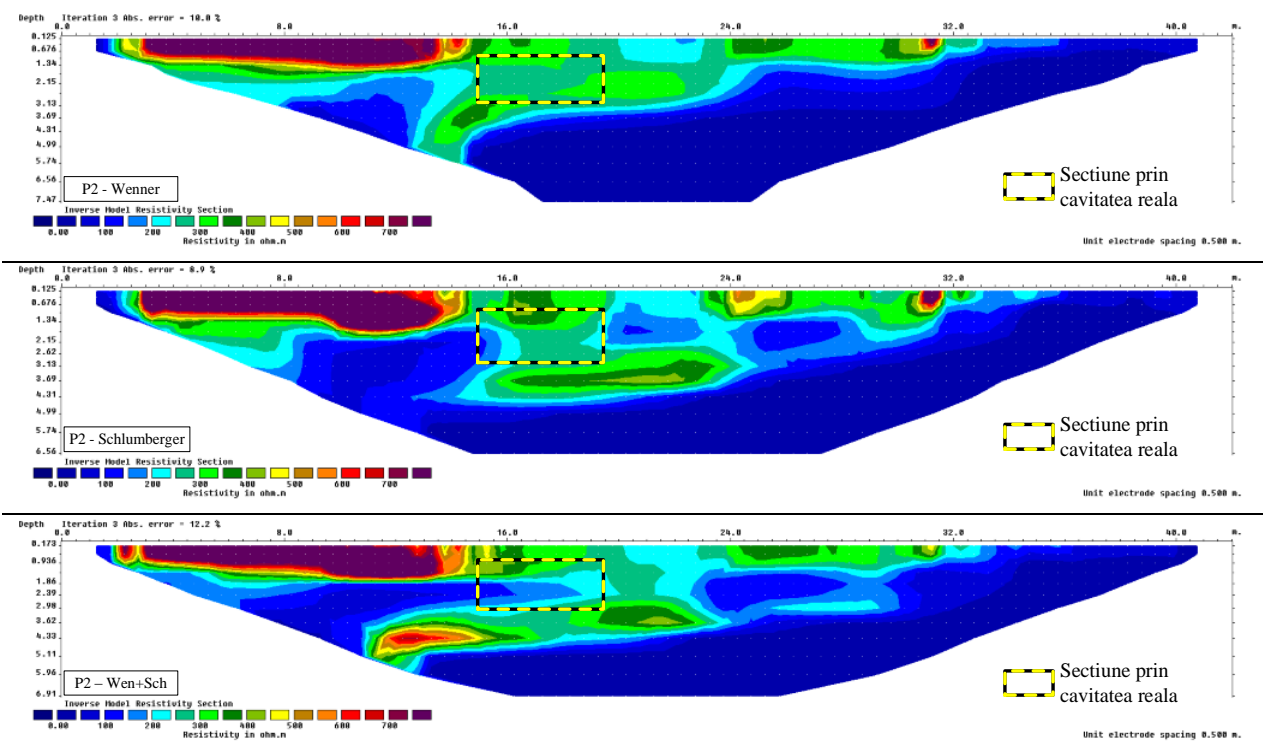 Depth Iteration 3 Abs. error = 10.8 %
0.0 8.0 16.0 24.0 32.0 40.0 m.
0.125
0.676
1.34
2.15
3.13
3.69
4.31
4.99
5.74
6.56
7.47
P2 - Wenner
Sectiune prin
cavitatea reala
Inverse Model Resistivity Section
0.00 100 200 300 400 500 600 700
Resistivity in ohm.m
Unit electrode spacing 0.500 m.
Depth Iteration 3 Abs. error = 8.9 %
0.0 8.0 16.0 24.0 32.0 40.0 m.
0.125
0.676
1.34
2.15
2.62
3.13
3.69
4.31
4.99
5.74
6.56
P2 - Schlumberger
Sectiune prin
cavitatea reala
Inverse Model Resistivity Section
0.00 100 200 300 400 500 600 700
Resistivity in ohm.m
Unit electrode spacing 0.500 m.
Depth Iteration 3 Abs. error = 12.2 %
0.0 8.0 16.0 24.0 32.0 40.0 m.
0.173
0.936
1.86
2.39
2.98
3.62
4.33
5.11
5.96
6.91
P2 – Wen+Sch
Sectiune prin
cavitatea reala
Inverse Model Resistivity Section
0.00 100 200 300 400 500 600 700
Resistivity in ohm.m
Unit electrode spacing 0.500 m.